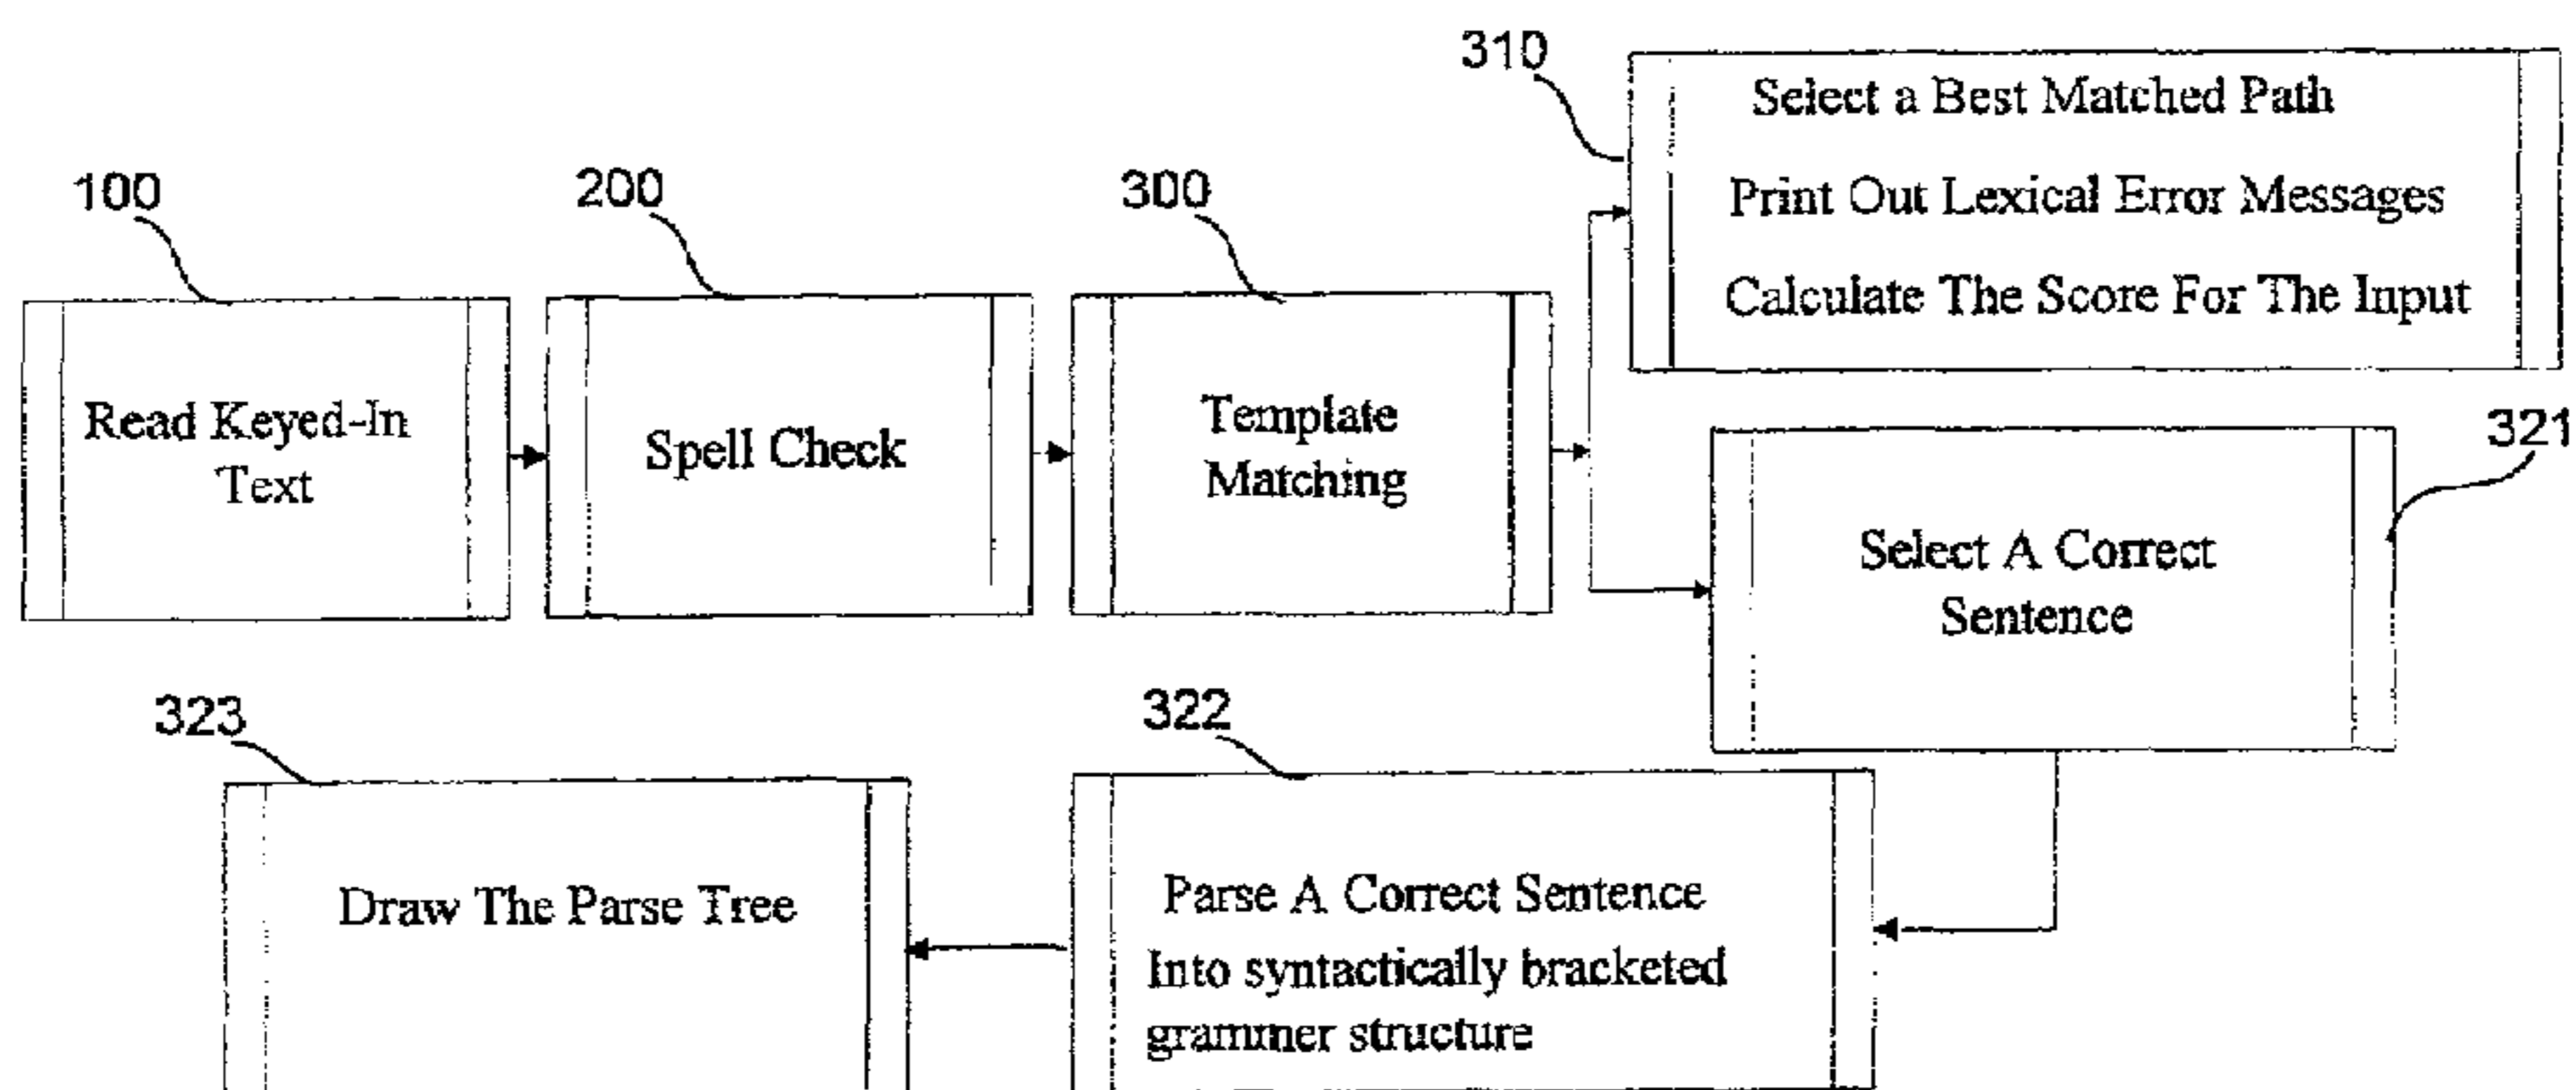 310
Select a Best Matched Path
Print Out Lexical Error Messages
Calculate The Score For The Input
100
Read Keyed-In
Text
200
Spell Check
300
Template
Matching
321
Select A Correct
Sentence
323
Draw The Parse Tree
322
Parse A Correct Sentence
Into syntactically bracketed
grammer structure